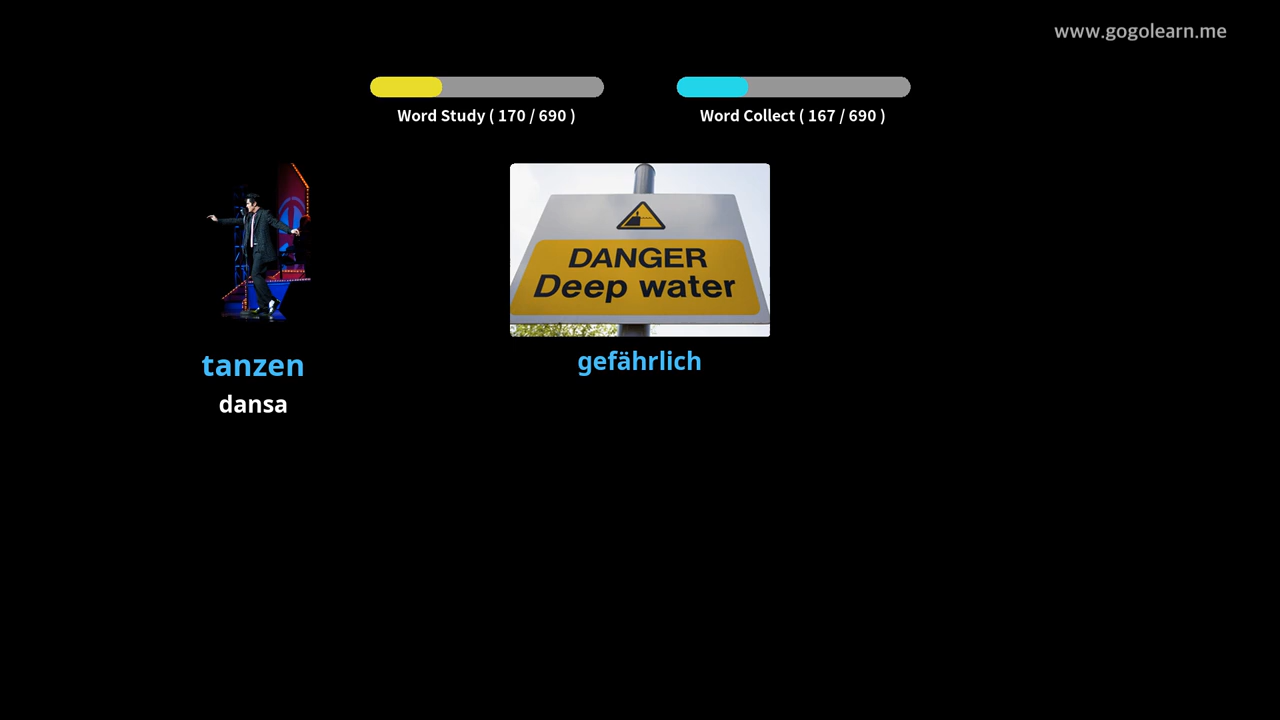 www.gogolearn.me
Word Study ( 170 / 690 )
Word Collect ( 167 / 690 )
DANGER
Deep water
tanzen
dansa
gefährlich